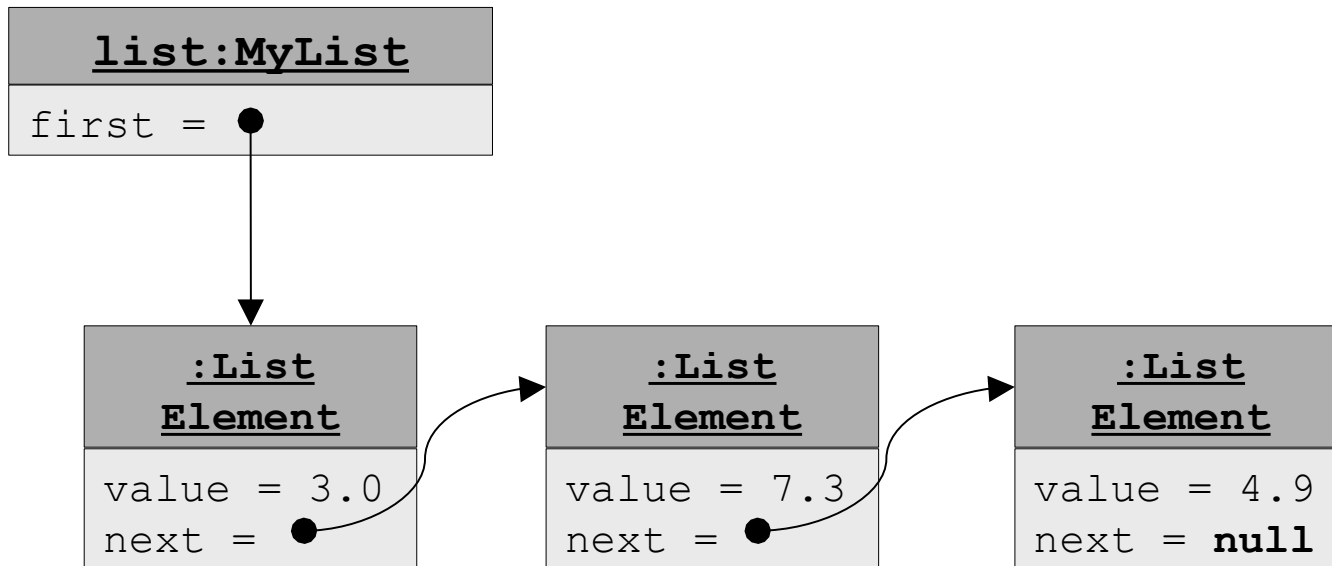 list:MyList
first =
:List
Element
value = 3.0
next =
:List
Element
value = 7.3
next =
:List
Element
value = 4.9
next = null